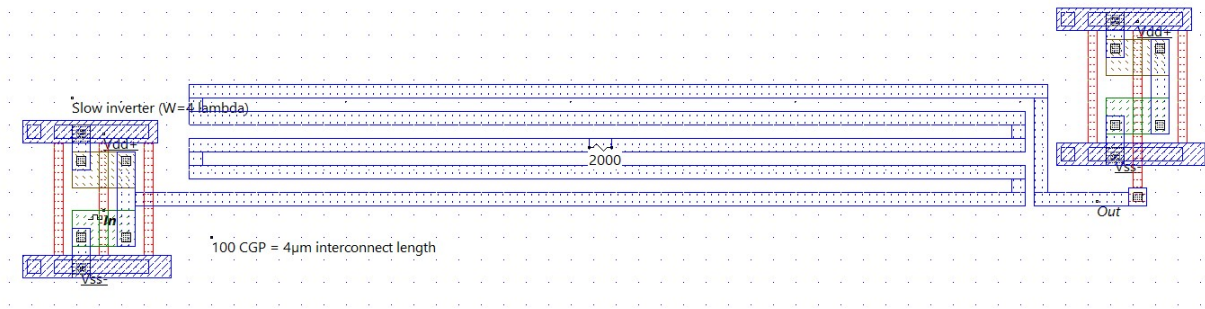 Vdd+
Slow inverter (W=4 lambda)
Vdd+
2000
Vss-
In
Out
100 CGP = 4µm interconnect length
Vss-